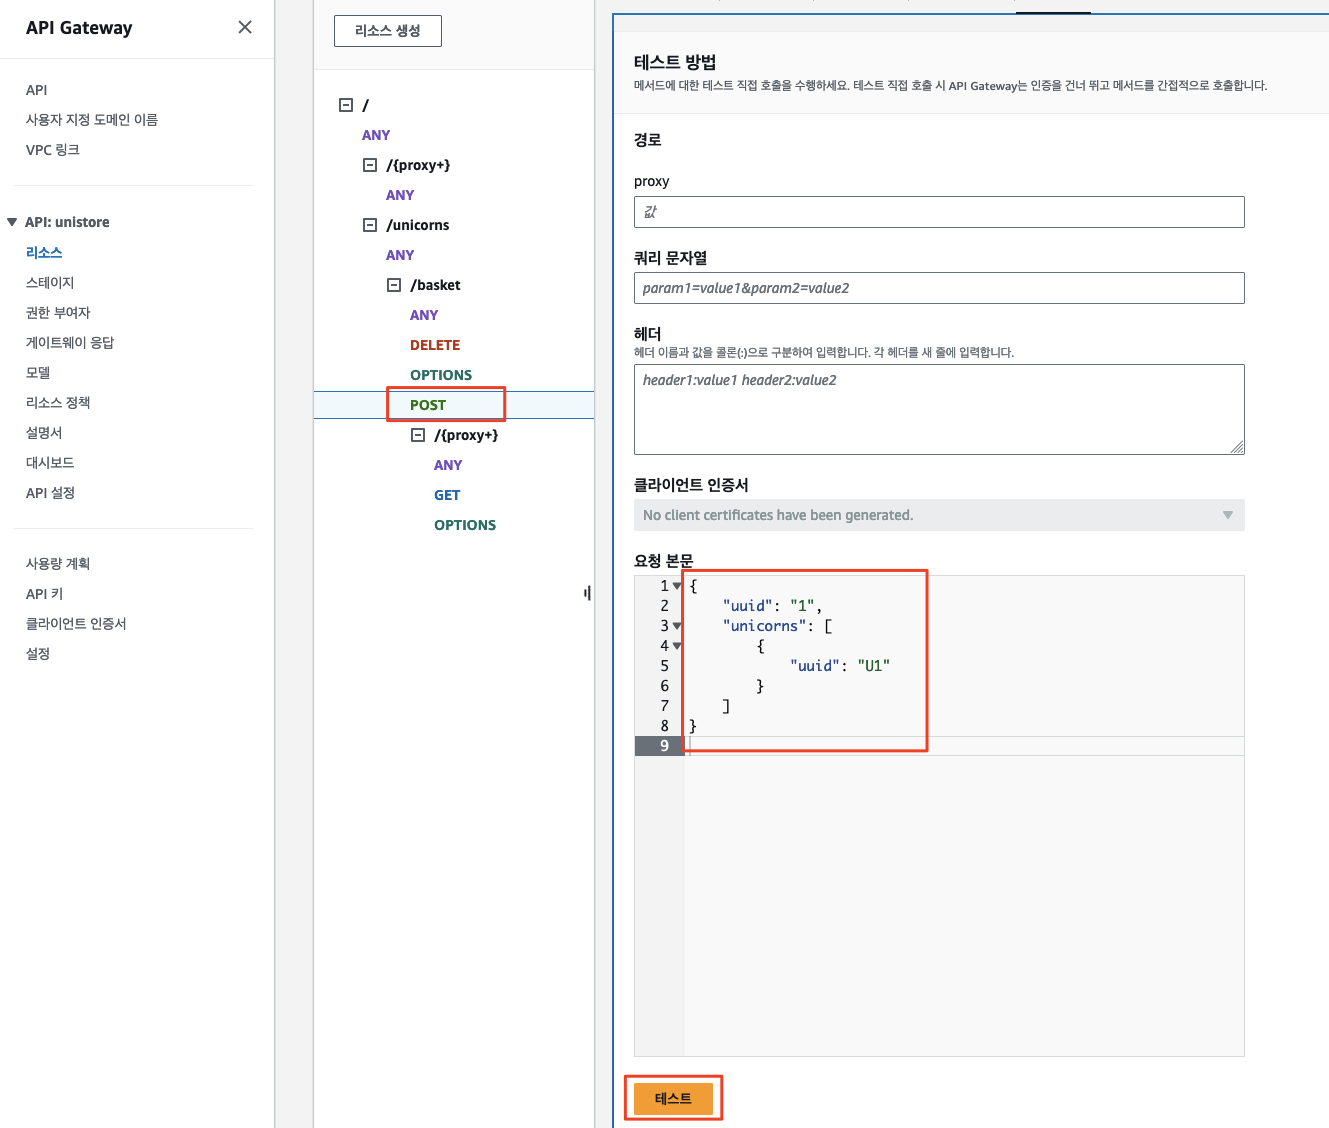 API Gateway
API
사용자 지정 도메인 이름
VPC 링크
API: unistore
리소스
스테이지
권한 부여자
게이트웨이 응답
모델
리소스 정책
설명서
대시보드
API 설정
사용량 계획
API 키
클라이언트 인증서
설정
리소스 생성
/
ANY
/{proxy+}
ANY
/unicorns
ANY
/basket
ANY
DELETE
OPTIONS
POST
/{proxy+}
ANY
GET
OPTIONS
테스트 방법
메서드에 대한 테스트 직접 호출을 수행하세요. 테스트 직접 호출 시 API Gateway는 인증을 건너 뛰고 메서드를 간접적으로 호출합니다.
경로
proxy
값
쿼리 문자열
param1=value1&param2=value2
헤더
헤더 이름과 값을 콜론(:)으로 구분하여 입력합니다. 각 헤더를 새 줄에 입력합니다.
header1:value1 header2:value2
클라이언트 인증서
No client certificates have been generated.
요청 본문
1 {
2 "uuid": "1",
3 "unicorns": [
4 {
5 "uuid": "U1"
6 }
7 ]
8 }
9
테스트